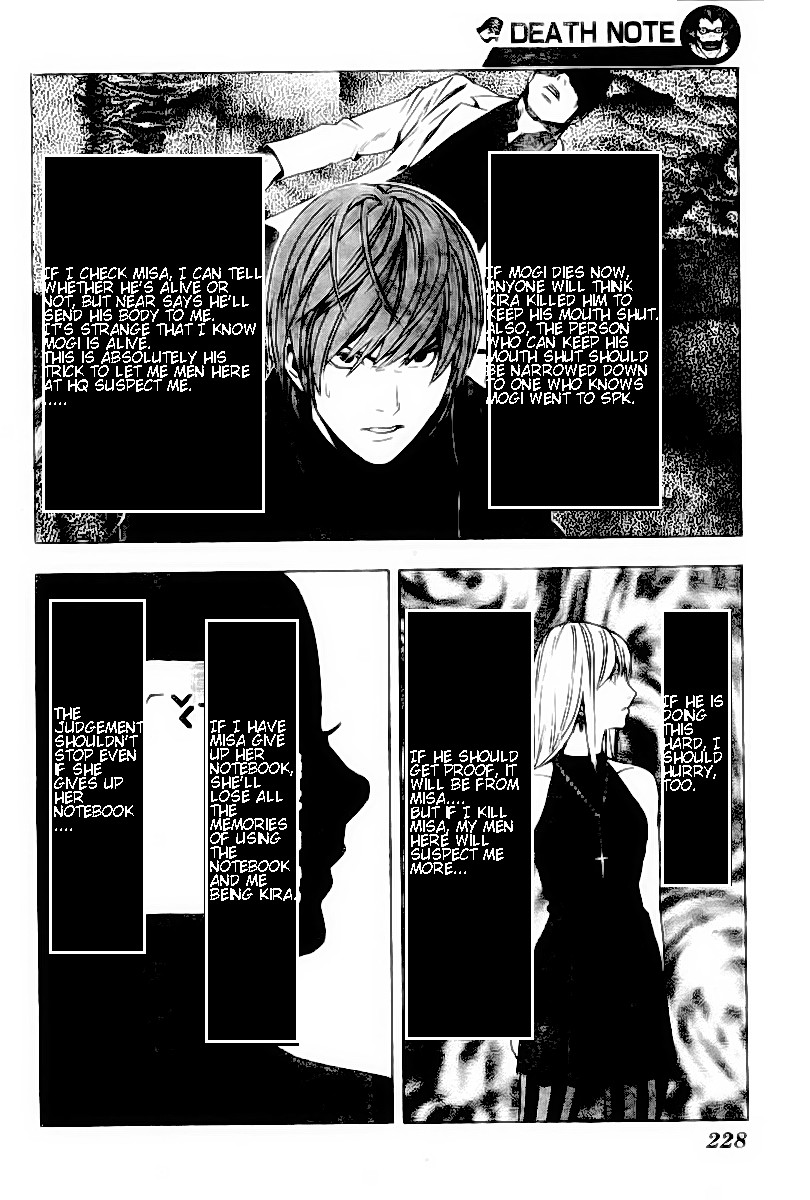 DEATH NOTE
IF MOGI DIES NOW,
ANYONE WILL THINK
KIRA KILLED HIM TO
KEEP HIS MOUTH SHUT.
ALSO, THE PERSON
WHO CAN KEEP HIS
MOUTH SHUT SHOULD
BE NARROWED DOWN
TO ONE WHO KNOWS
MOGI WENT TO SPK.
IF I CHECK MISA, I CAN TELL
WHETHER HE'S ALIVE OR
NOT, BUT NEAR SAYS HE'LL
SEND HIS BODY TO ME.
IT'S STRANGE THAT I KNOW
MOGI IS ALIVE.
THIS IS ABSOLUTELY HIS
TRICK TO LET ME MEN HERE
AT HQ SUSPECT ME.
.....
IF HE IS
DOING
THIS
HARD, I
SHOULD
HURRY,
TOO.
IF HE SHOULD
GET PROOF, IT
WILL BE FROM
MISA....
BUT IF I KILL
MISA, MY MEN
HERE WILL
SUSPECT ME
MORE...
IF I HAVE
MISA GIVE
UP HER
NOTEBOOK,
SHE'LL
LOSE ALL
THE
MEMORIES
OF USING
THE
NOTEBOOK
AND ME
BEING KIRA.
THE
JUDGEMENT
SHOULDN'T
STOP EVEN
IF SHE
GIVES UP
HER
NOTEBOOK
....
228